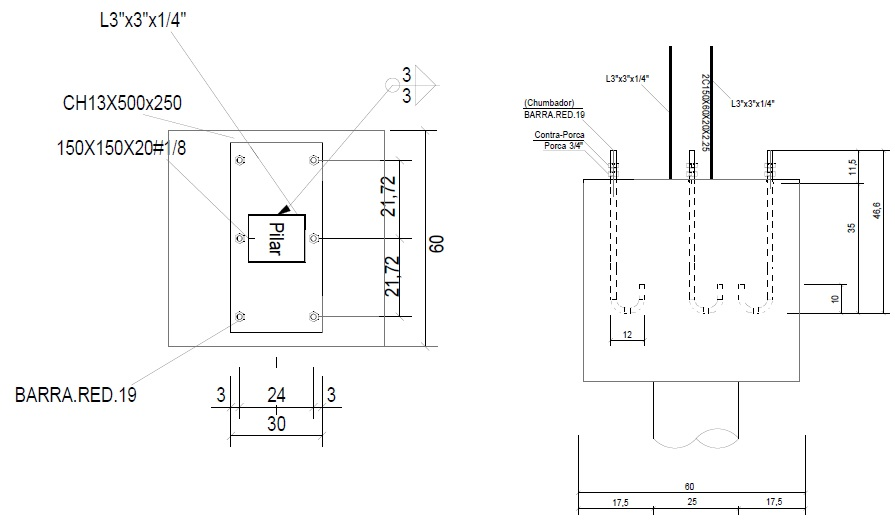 L3"x3"x1/4"
3
3
CH13X500x250
150X150X20#1/8
21,72
Pilar
60
21,72
BARRA.RED.19
3
24
3
30
L3"x3"x1/4"
2C150X60X20X2.25
L3"x3"x1/4"
(Chumbador)
BARRA.RED.19
Contra-Porca
Porca 3/4"
11,5
46,6
35
10
12
60
17,5
25
17,5